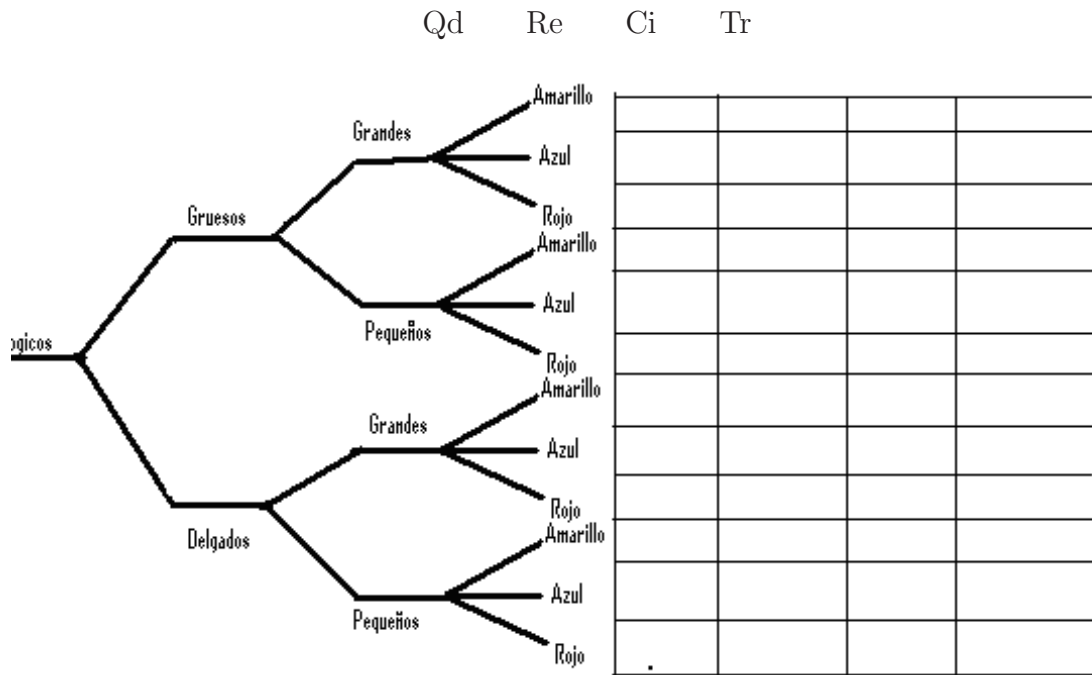 Qd Re Ci Tr
Amarillo
Grandes
Azul
Rojo
Gruesos
Amarillo
Azul
Pequeños
ogicos
Rojo
Amarillo
Grandes
Azul
Rojo
Amarillo
Delgados
Azul
Pequeños
Rojo